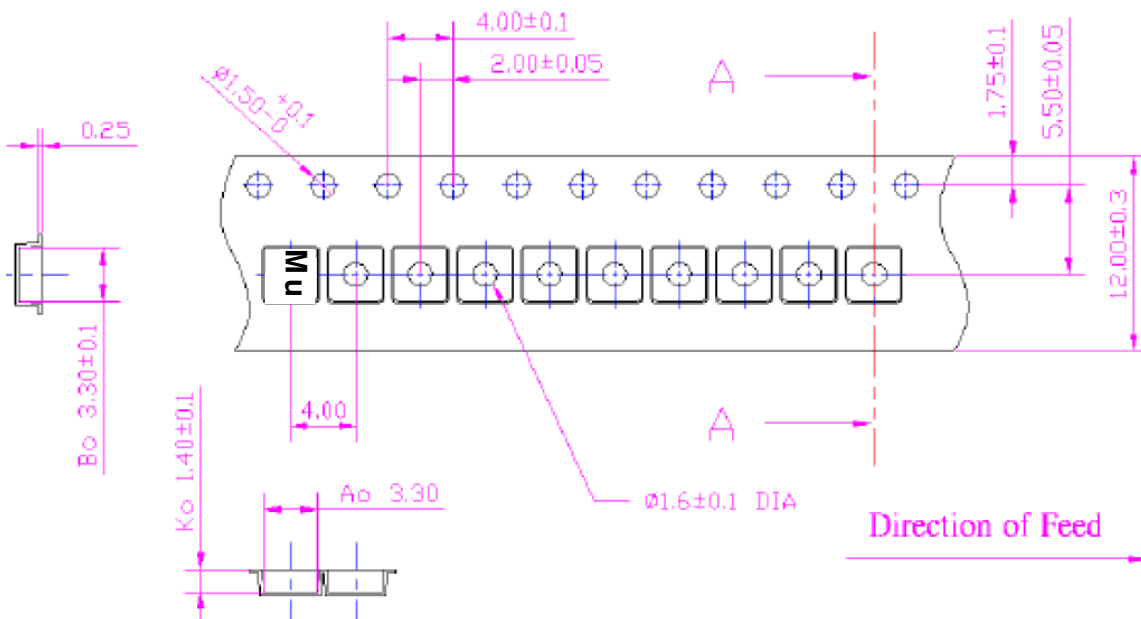 4.00±0.1
2.00±0.05
Ø1.50 +0.1 -0
A
1.75±0.1
5.50±0.05
0.25
Mu
12.00±0.3
Bo 3.30±0.1
4.00
A
Ko 1.40±0.1
Ao 3.30
Ø1.6±0.1 DIA
Direction of Feed